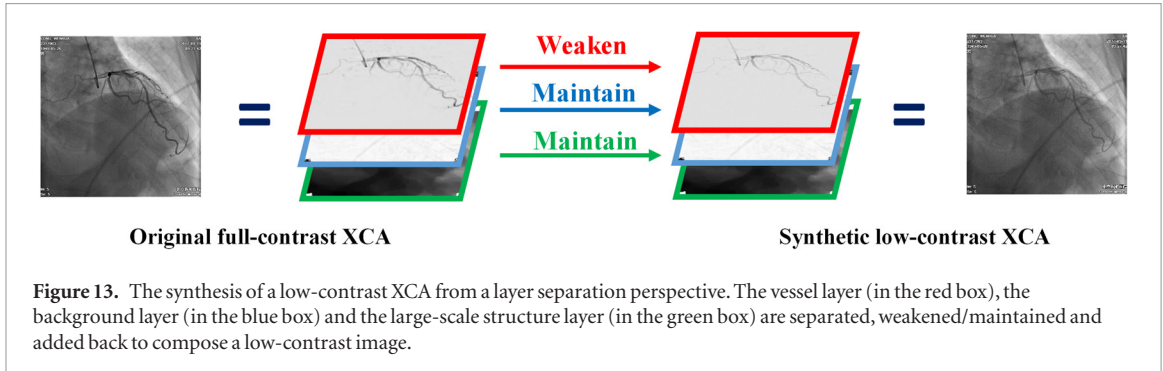 Weaken
Maintain
Maintain
= =
Original full-contrast XCA
Synthetic low-contrast XCA
Figure 13. The synthesis of a low-contrast XCA from a layer separation perspective. The vessel layer (in the red box), the
background layer (in the blue box) and the large-scale structure layer (in the green box) are separated, weakened/maintained and
added back to compose a low-contrast image.